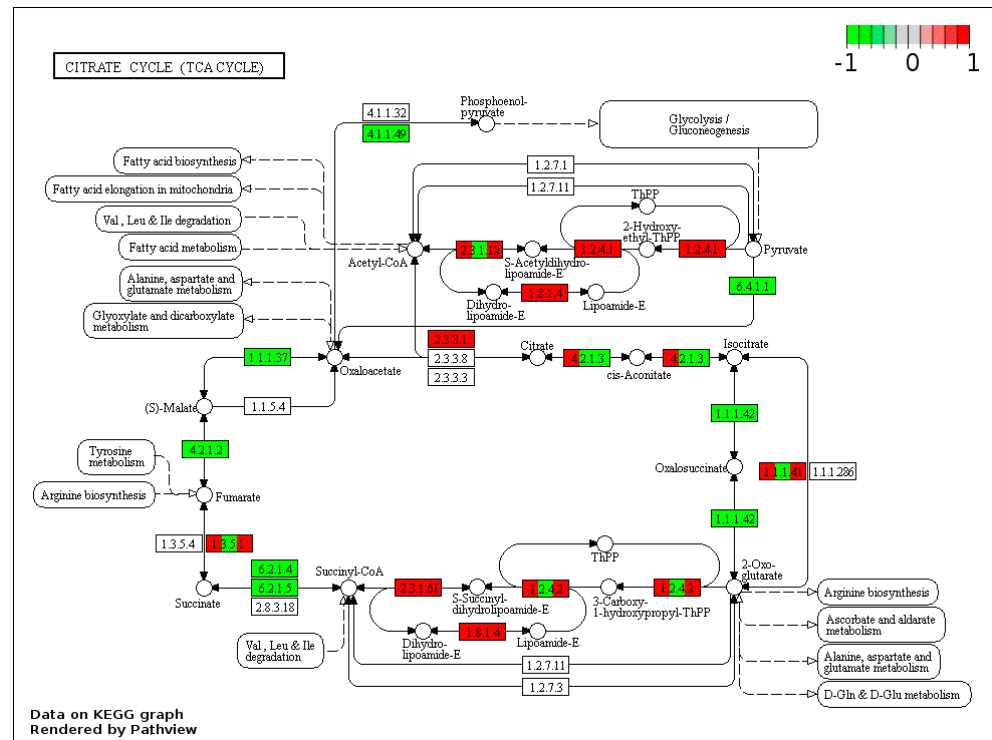 CITRATE CYCLE (TCA CYCLE)
-1 0 1
Phosphoenol-
pyruvate
4.1.1.32
4.1.1.49
Glycolysis /
Gluconeogenesis
Fatty acid biosynthesis
Fatty acid elongation in mitochondria
Val, Leu & Ile degradation
Fatty acid metabolism
Alanine, aspartate and
glutamate metabolism
Glyoxylate and dicarboxylate
metabolism
1.2.7.1
1.2.7.11
ThPP
2-Hydroxy-
ethyl-ThPP
Acetyl-CoA
2.3.1.12
S-Acetyldihydro-
lipoamide-E
1.2.4.1
1.2.4.1
Pyruvate
Dihydro-
lipoamide-E
1.8.1.4
Lipoamide-E
6.4.1.1
1.1.1.37
Oxaloacetate
2.3.3.1
2.3.3.8
2.3.3.3
Citrate
4.2.1.3
cis-Aconitate
4.2.1.3
Isocitrate
(S)-Malate
1.1.5.4
1.1.1.42
4.2.1.2
Tyrosine
metabolism
Arginine biosynthesis
Fumarate
Oxalosuccinate
1.1.1.41
1.1.1.286
1.1.1.42
1.3.5.4
1.3.5.1
6.2.1.4
6.2.1.5
2.8.3.18
Succinate
Succinyl-CoA
2.3.1.61
S-Succinyl-
dihydrolipoamide-E
1.2.4.2
ThPP
3-Carboxy-
1-hydroxypropyl-ThPP
1.2.4.2
2-Oxo-
glutarate
Dihydro-
lipoamide-E
1.8.1.4
Lipoamide-E
Val, Leu & Ile
degradation
1.2.7.11
1.2.7.3
Arginine biosynthesis
Ascorbate and aldarate
metabolism
Alanine, aspartate and
glutamate metabolism
D-Gln & D-Glu metabolism
Data on KEGG graph
Rendered by Pathview